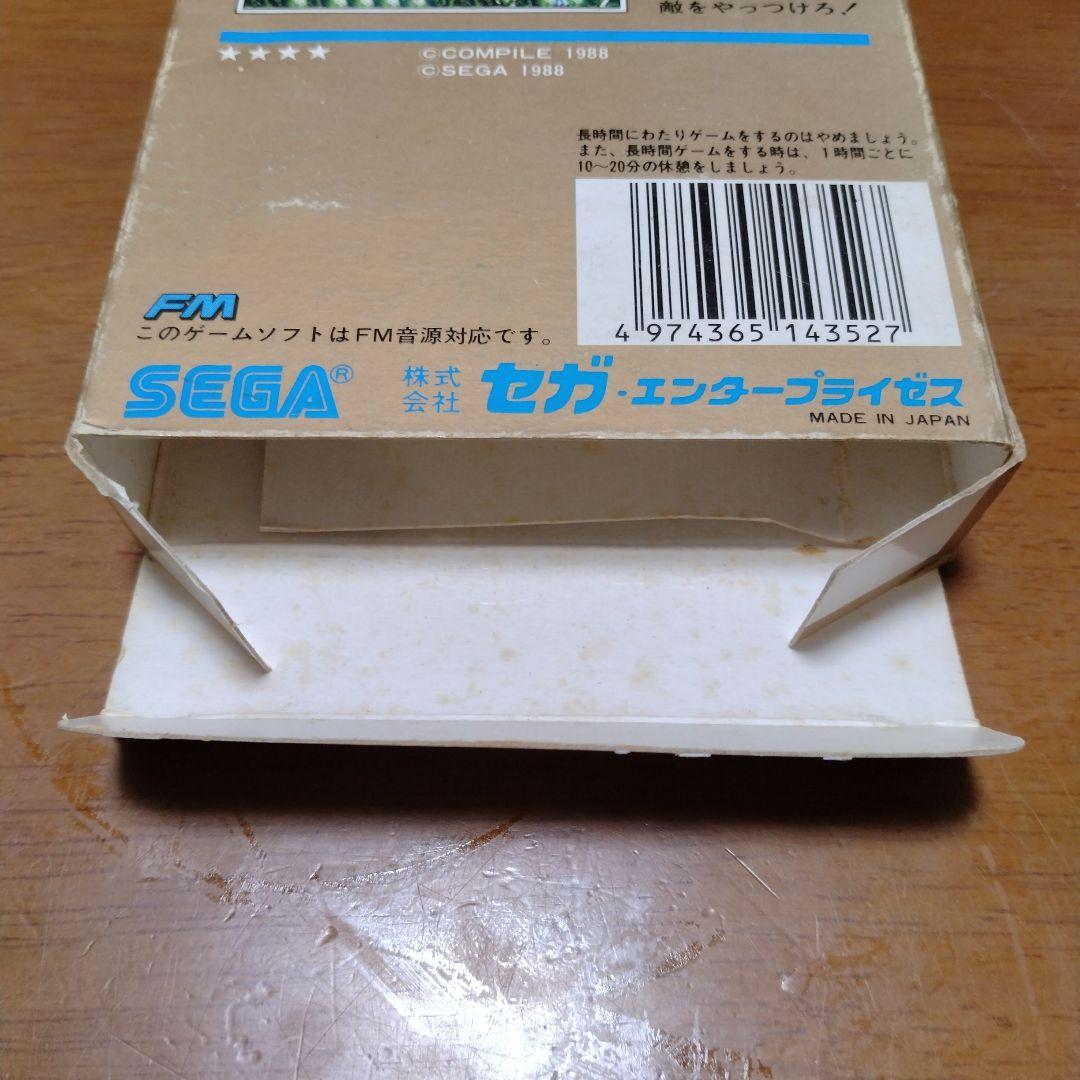 敵をやっつけろ！
★★★★
©COMPILE 1988
©SEGA 1988
長時間にわたりゲームをするのはやめましょう。
また、長時間ゲームをする時は、1時間ごとに
10〜20分の休憩をしましょう。
4 974365 143527
FM
このゲームソフトはFM音源対応です。
SEGA® 株式会社 セガ・エンタープライゼス
MADE IN JAPAN